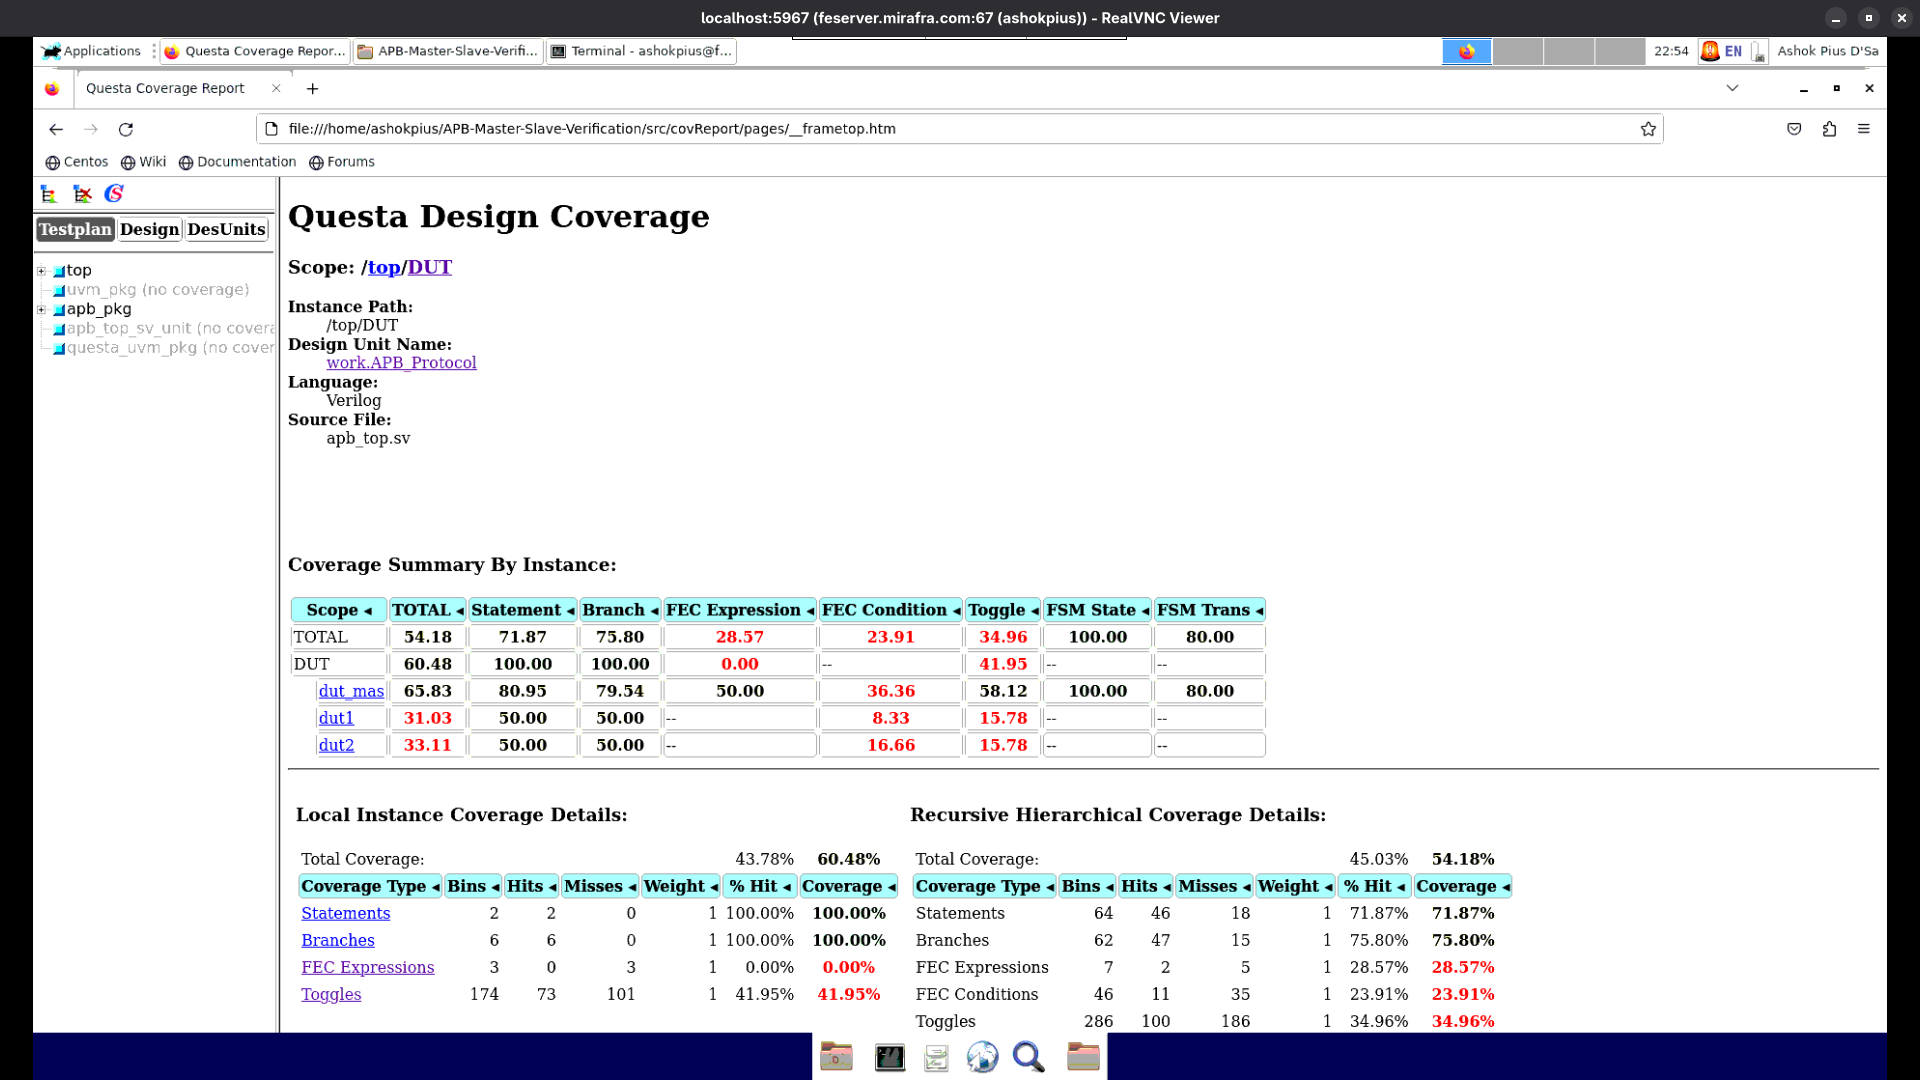 localhost:5967 (feserver.mirafra.com:67 (ashokpius)) - RealVNC Viewer
Applications Questa Coverage Repor... APB-Master-Slave-Verifi... Terminal - ashokpius@f... 22:54 EN Ashok Pius D'Sa
Questa Coverage Report
file:///home/ashokpius/APB-Master-Slave-Verification/src/covReport/pages/__frametop.htm
Centos Wiki Documentation Forums
Testplan Design DesUnits
top
uvm_pkg (no coverage)
apb_pkg
apb_top_sv_unit (no covera
questa_uvm_pkg (no cover
Questa Design Coverage
Scope: /top/DUT
Instance Path:
/top/DUT
Design Unit Name:
work.APB_Protocol
Language:
Verilog
Source File:
apb_top.sv
Coverage Summary By Instance:
Scope TOTAL Statement Branch FEC Expression FEC Condition Toggle FSM State FSM Trans
TOTAL 54.18 71.87 75.80 28.57 23.91 34.96 100.00 80.00
DUT 60.48 100.00 100.00 0.00 -- 41.95 -- --
dut_mas 65.83 80.95 79.54 50.00 36.36 58.12 100.00 80.00
dut1 31.03 50.00 50.00 -- 8.33 15.78 -- --
dut2 33.11 50.00 50.00 -- 16.66 15.78 -- --
Local Instance Coverage Details:
Total Coverage: 43.78% 60.48%
Coverage Type Bins Hits Misses Weight % Hit Coverage
Statements 2 2 0 1 100.00% 100.00%
Branches 6 6 0 1 100.00% 100.00%
FEC Expressions 3 0 3 1 0.00% 0.00%
Toggles 174 73 101 1 41.95% 41.95%
Recursive Hierarchical Coverage Details:
Total Coverage: 45.03% 54.18%
Coverage Type Bins Hits Misses Weight % Hit Coverage
Statements 64 46 18 1 71.87% 71.87%
Branches 62 47 15 1 75.80% 75.80%
FEC Expressions 7 2 5 1 28.57% 28.57%
FEC Conditions 46 11 35 1 23.91% 23.91%
Toggles 286 100 186 1 34.96% 34.96%